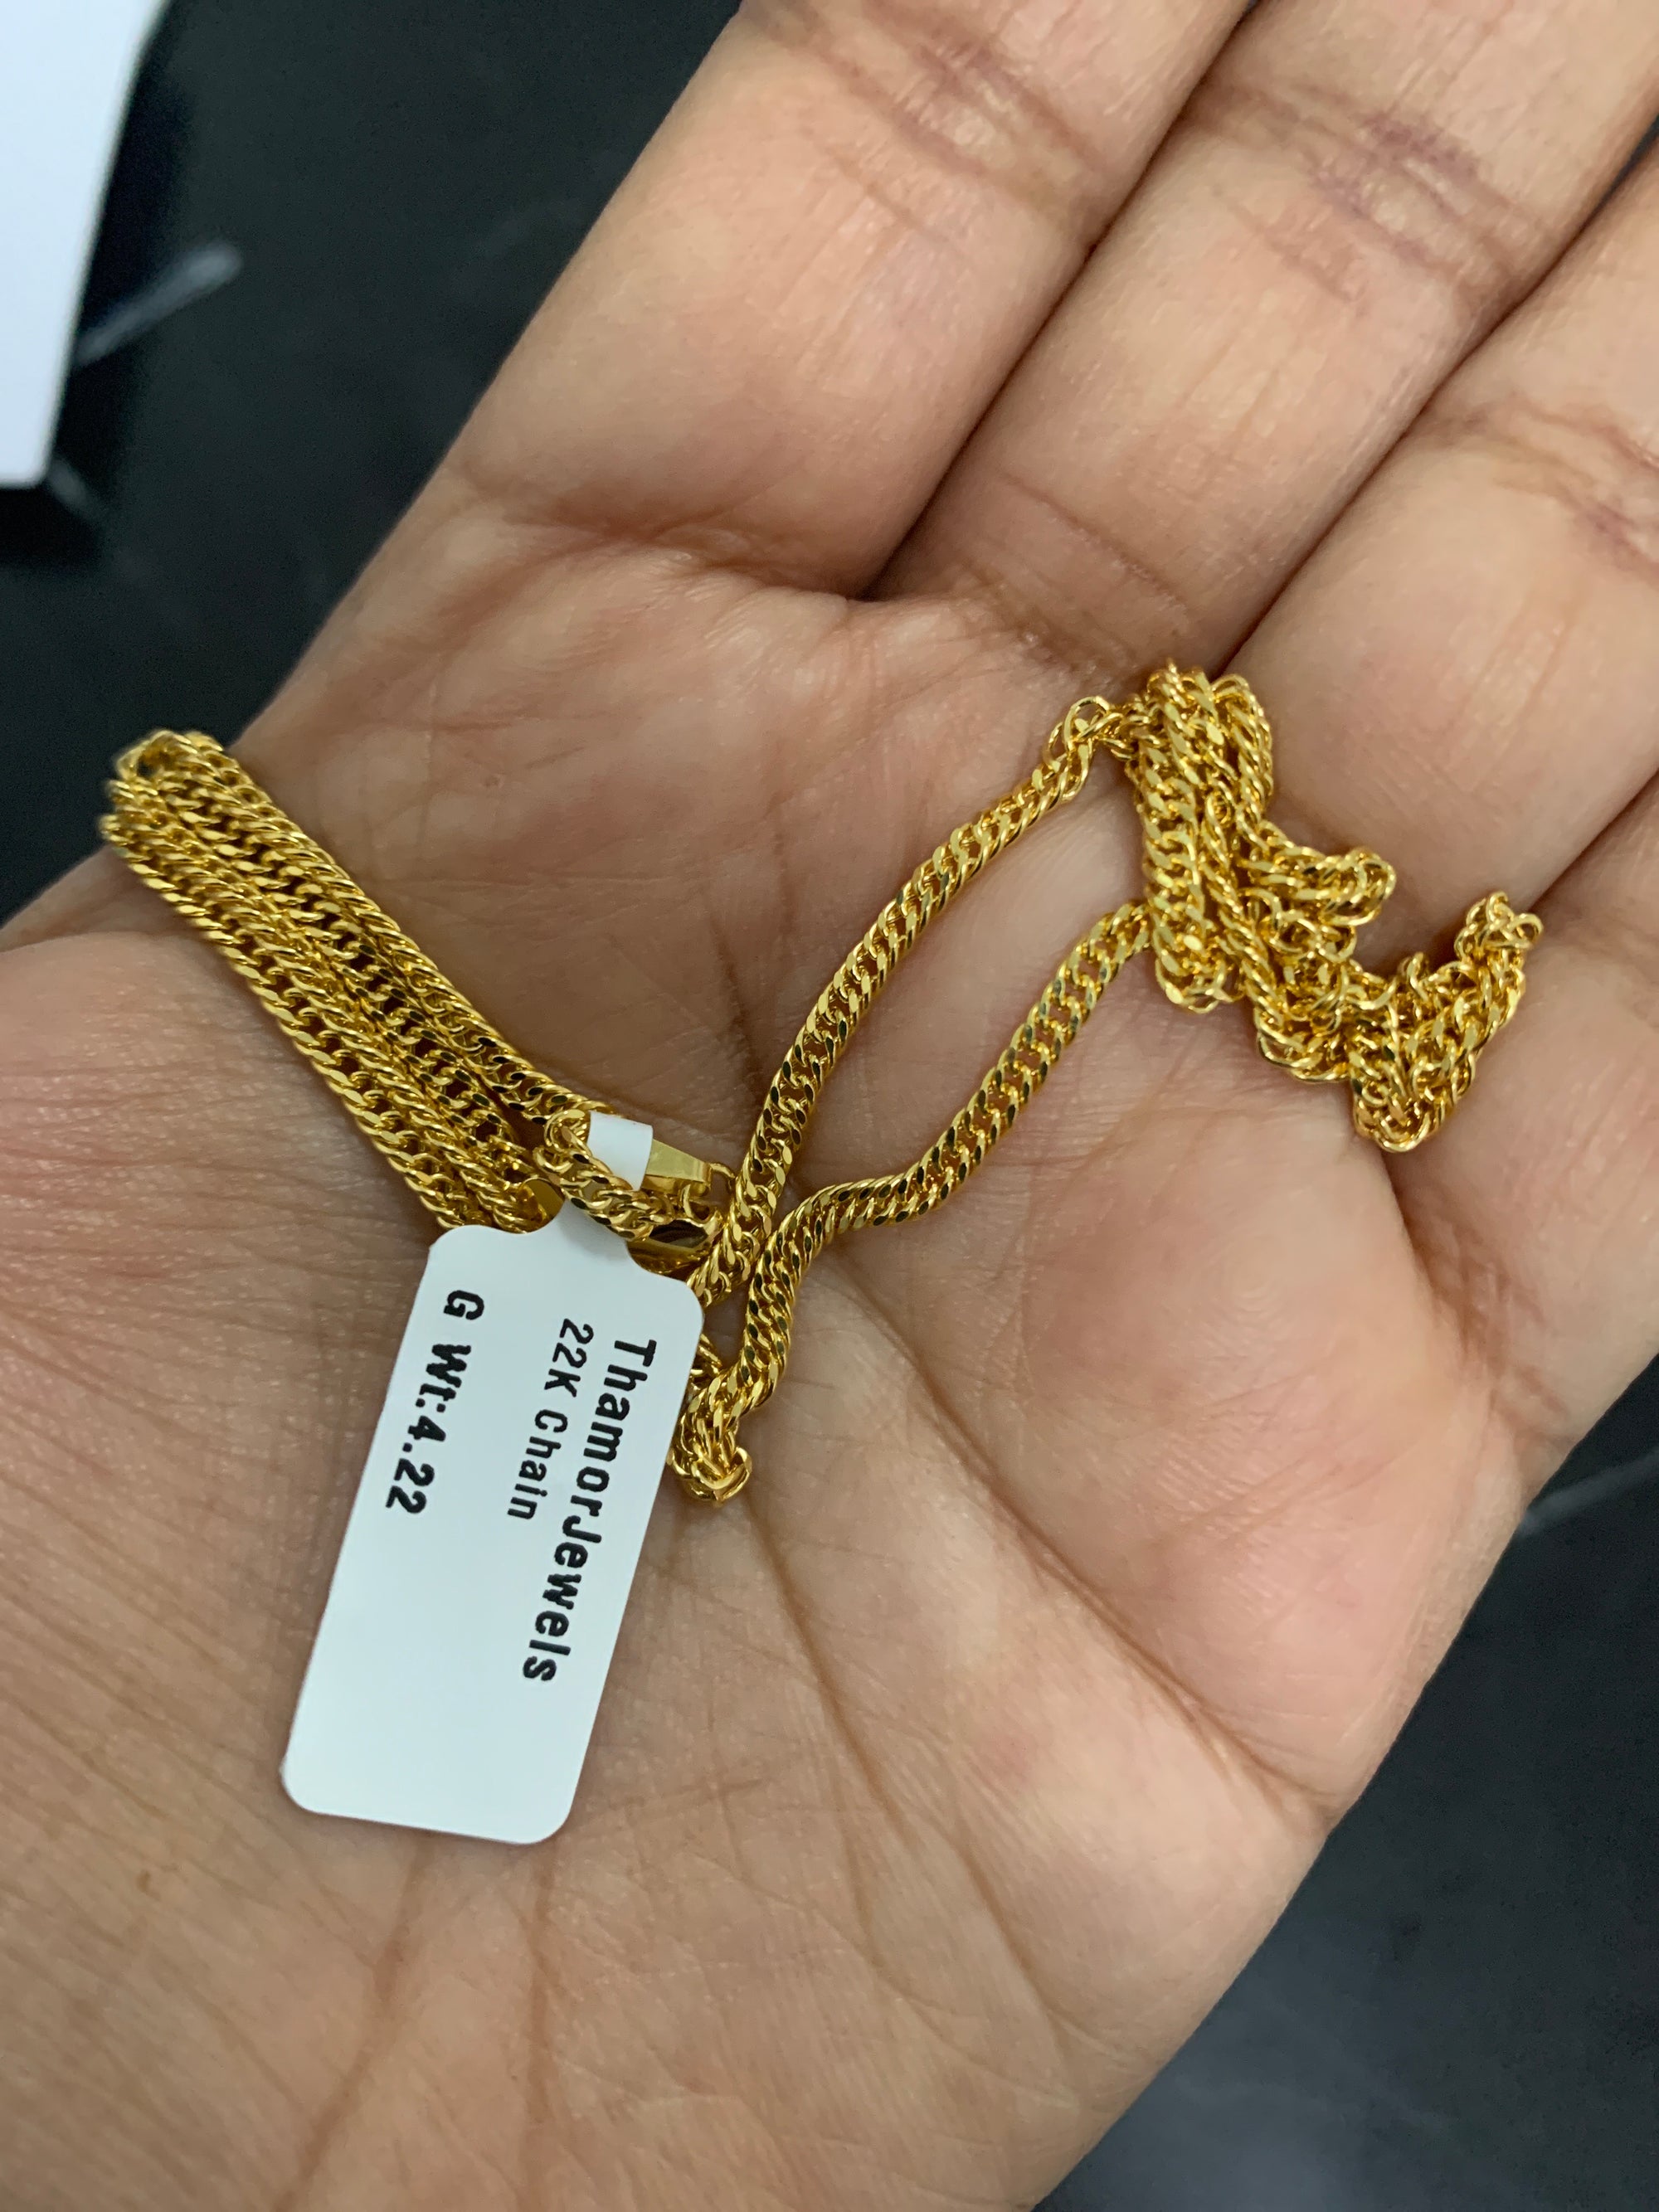 ThamorJewels
22K Chain
G Wt:4.22